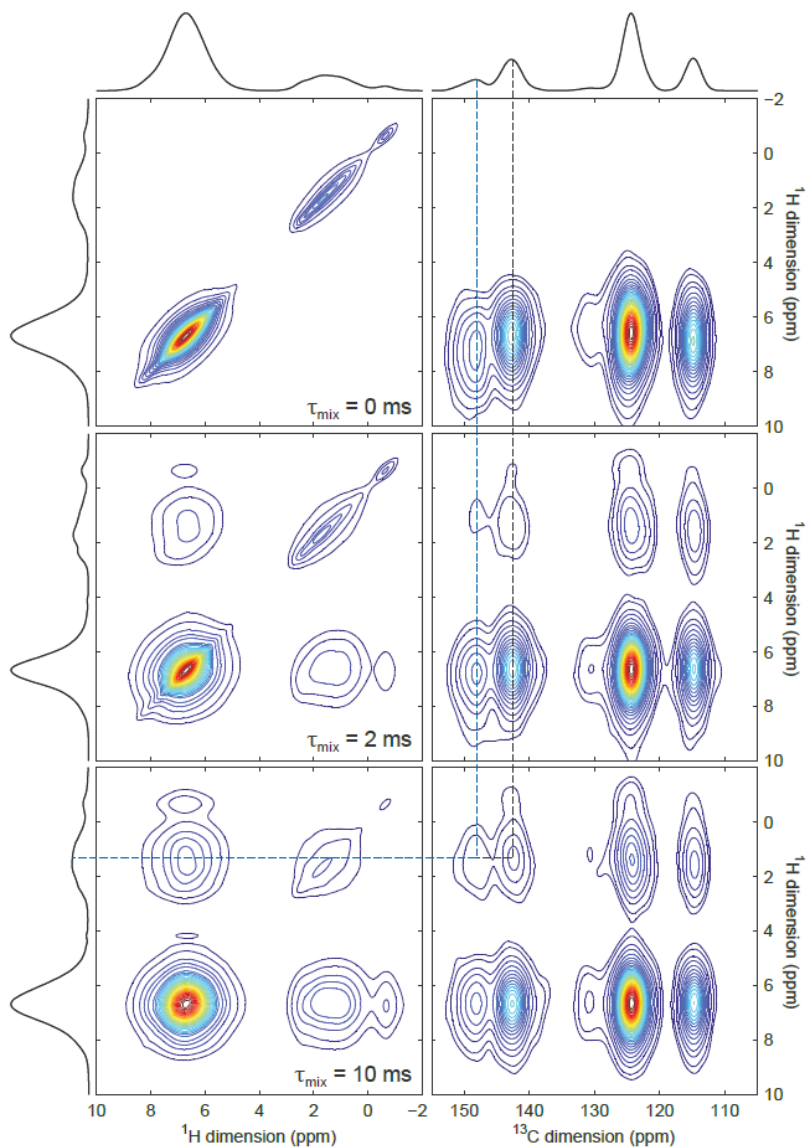 −2
0
2
4
6
8
10
¹H dimension (ppm)
τmix = 0 ms
0
2
4
6
8
10
¹H dimension (ppm)
τmix = 2 ms
0
2
4
6
8
10
¹H dimension (ppm)
τmix = 10 ms
10 8 6 4 2 0 −2
¹H dimension (ppm)
150 140 130 120 110
¹³C dimension (ppm)